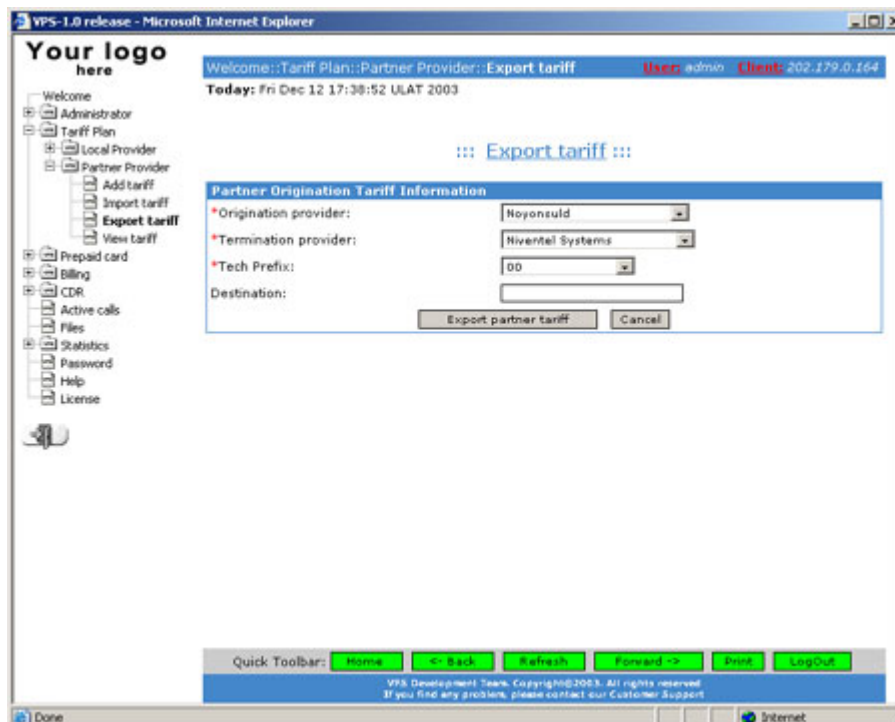 VPS-1.0 release - Microsoft Internet Explorer
Your logo
here
Welcome::Tariff Plan::Partner Provider::Export tariff User: admin Client: 202.179.0.164
Today: Fri Dec 12 17:38:52 ULAT 2003
Welcome
Administrator
Tariff Plan
Local Provider
Partner Provider
Add tariff
Import tariff
Export tariff
View tariff
Prepaid card
Billing
CDR
Active calls
Files
Statistics
Password
Help
License
::: Export tariff :::
Partner Origination Tariff Information
*Origination provider: Noyonsuld
*Termination provider: Niventel Systems
*Tech Prefix: 00
Destination:
Export partner tariff Cancel
Quick Toolbar: Home <- Back Refresh Forward -> Print LogOut
VPS Development Team. Copyright©2003. All rights reserved
If you find any problem, please contact our Customer Support
Done Internet